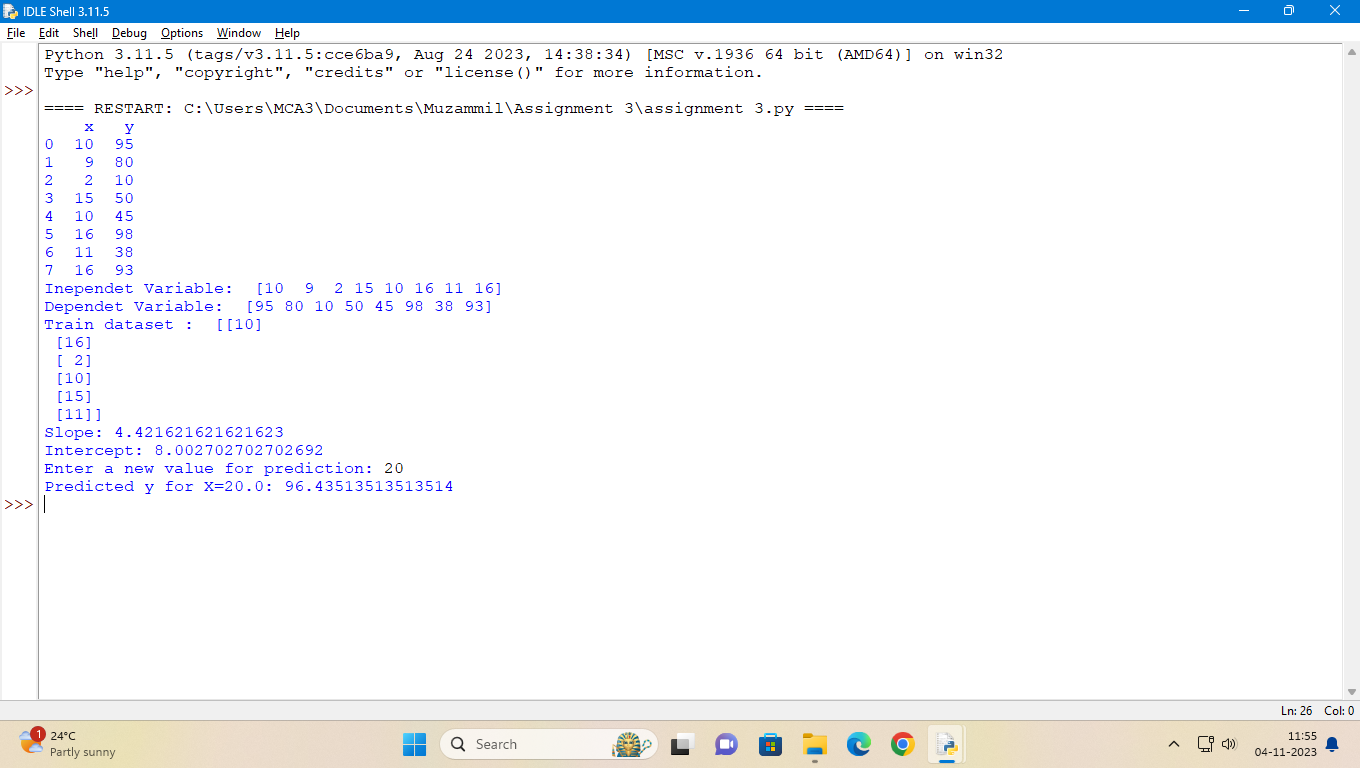 IDLE Shell 3.11.5
File Edit Shell Debug Options Window Help
Python 3.11.5 (tags/v3.11.5:cce6ba9, Aug 24 2023, 14:38:34) [MSC v.1936 64 bit (AMD64)] on win32
Type "help", "copyright", "credits" or "license()" for more information.
>>>
==== RESTART: C:\Users\MCA3\Documents\Muzammil\Assignment 3\assignment 3.py ====
    x   y
0  10  95
1   9  80
2   2  10
3  15  50
4  10  45
5  16  98
6  11  38
7  16  93
Inependet Variable:  [10  9  2 15 10 16 11 16]
Dependet Variable:  [95 80 10 50 45 98 38 93]
Train dataset :  [[10]
 [16]
 [ 2]
 [10]
 [15]
 [11]]
Slope: 4.421621621621623
Intercept: 8.002702702702692
Enter a new value for prediction: 20
Predicted y for X=20.0: 96.43513513513514
>>>
Ln: 26 Col: 0
1
24°C
Partly sunny
Search
11:55
04-11-2023